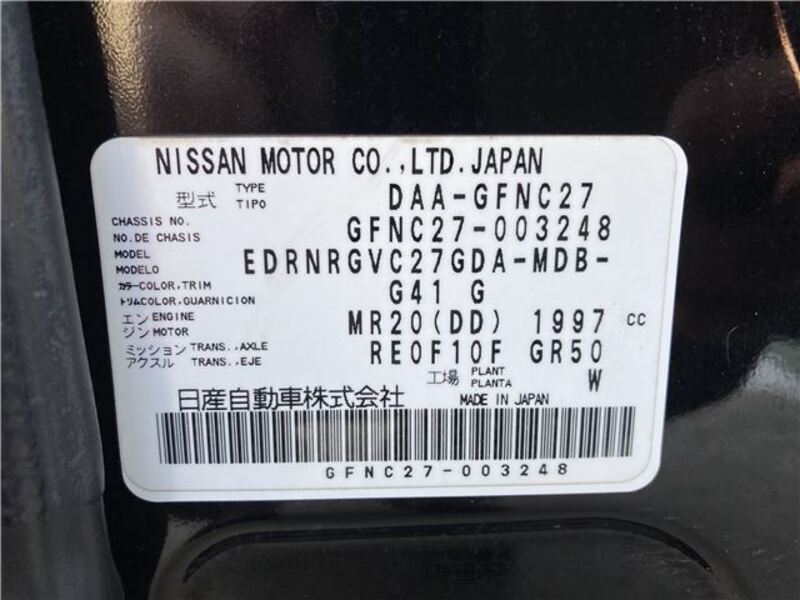 NISSAN MOTOR CO.,LTD.JAPAN
型式 TYPE TIPO DAA-GFNC27
CHASSIS NO. NO.DE CHASIS GFNC27-003248
MODEL MODELO EDRNRGVC27GDA-MDB-
カラー COLOR,TRIM トリム COLOR,GUARNICION G41 G
エンジン ENGINE MOTOR MR20(DD) 1997 CC
ミッション アクスル TRANS.,AXLE TRANS.,EJE RE0F10F GR50
工場 PLANT PLANTA W
日産自動車株式会社 MADE IN JAPAN
GFNC27-003248